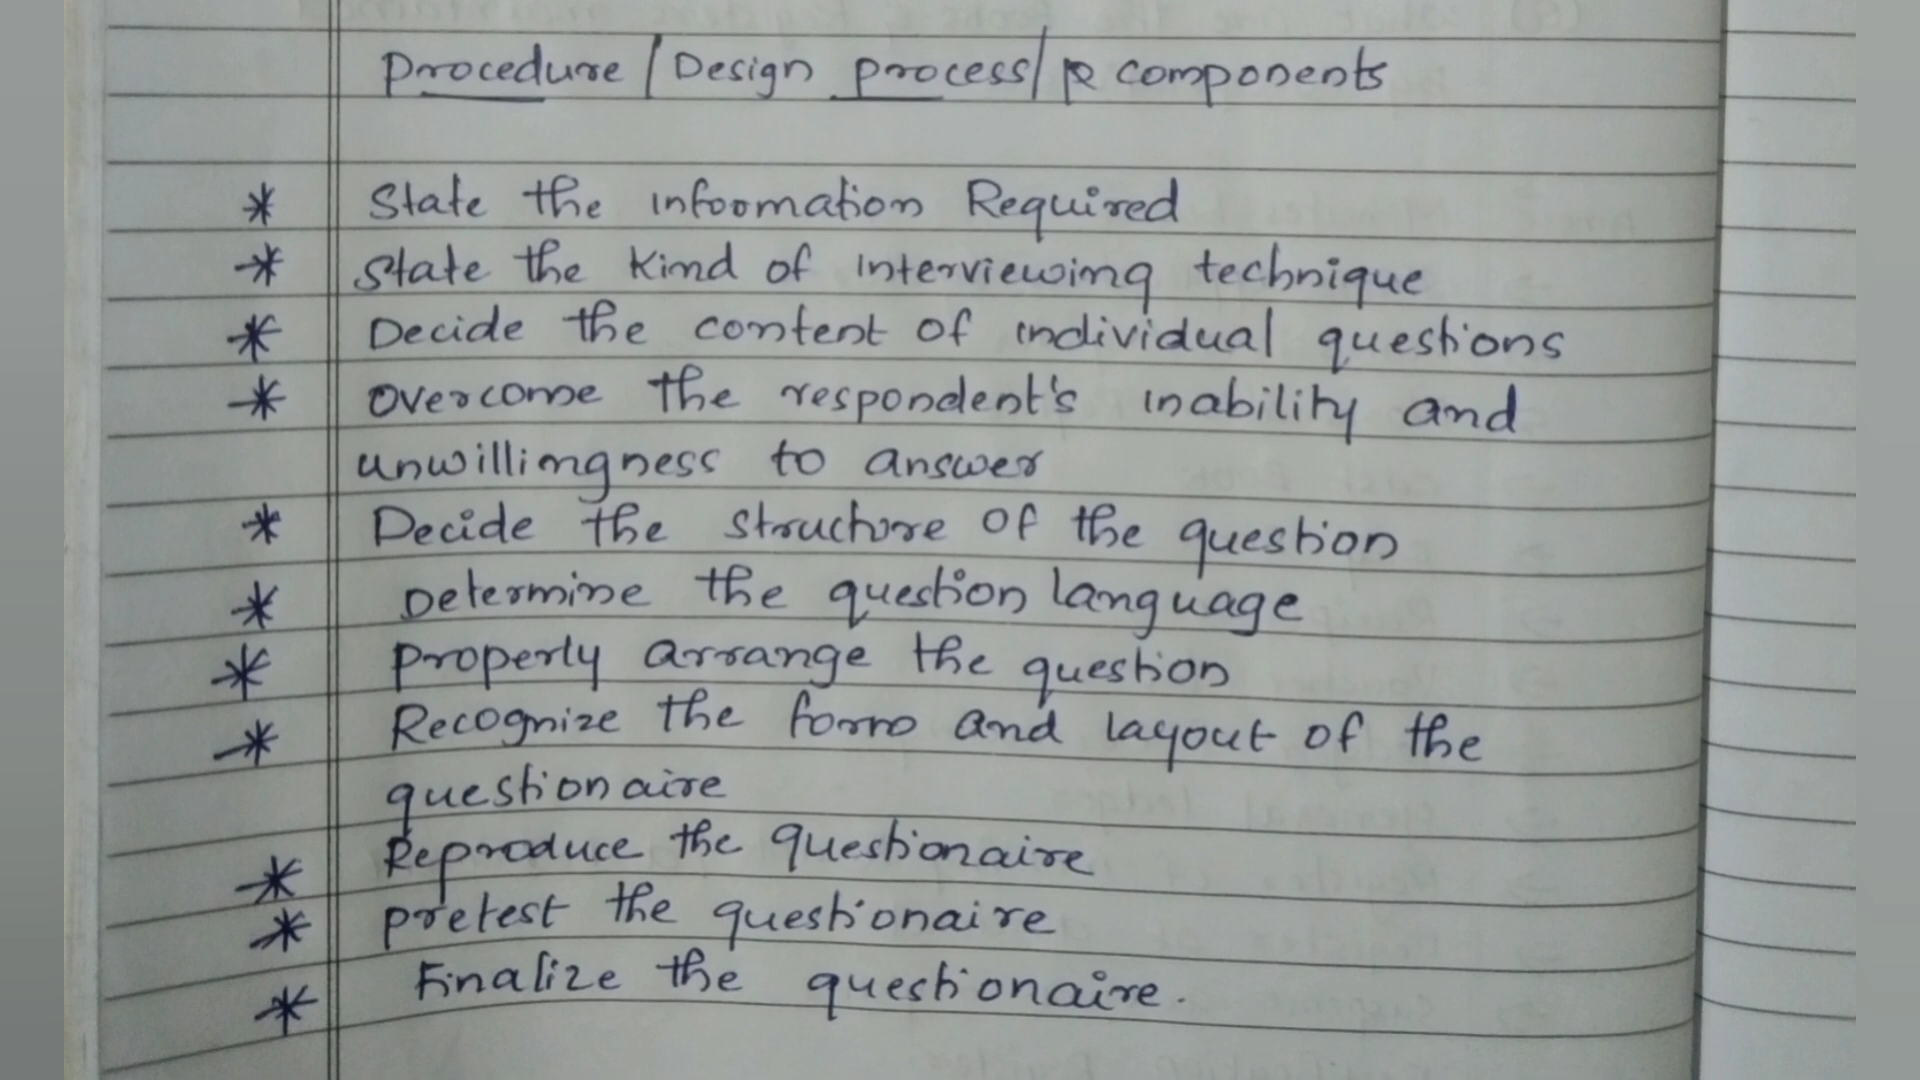 Procedure / Design process / components
* State the information Required
* State the kind of interviewing technique
* Decide the content of individual questions
* Overcome the respondent's inability and
unwillingness to answer
* Decide the structure of the question
* Determine the question language
* Properly arrange the question
* Recognize the form and layout of the
questionaire
* Reproduce the questionaire
* pretest the questionaire
* Finalize the questionaire.